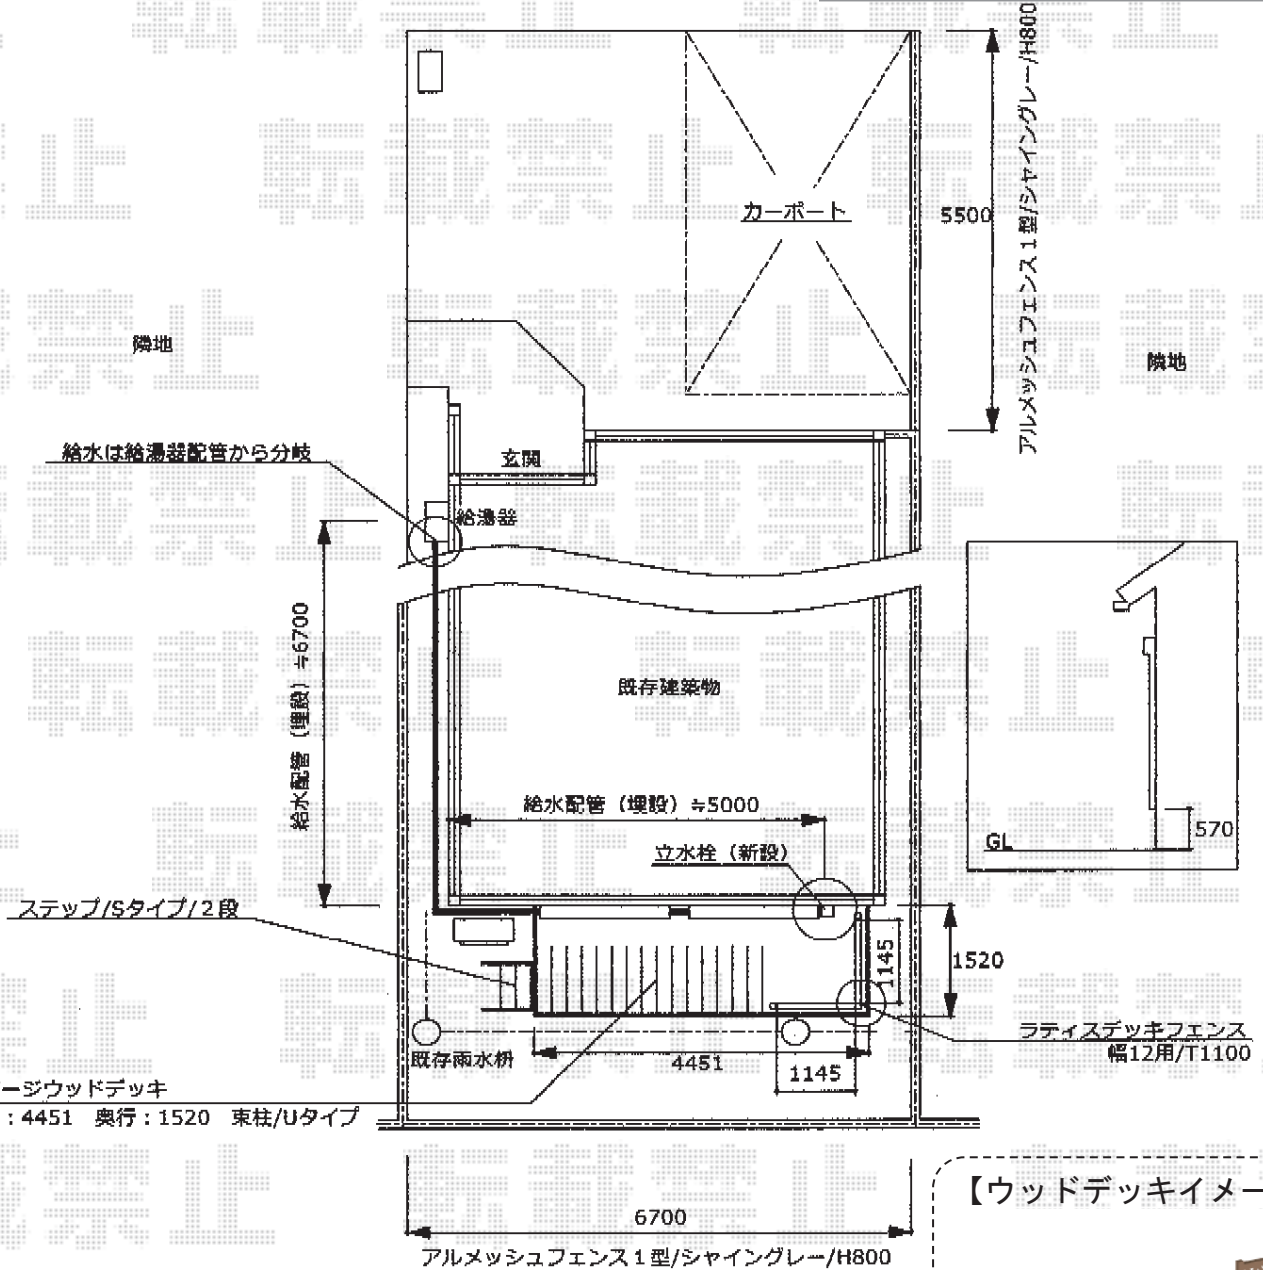 アルメッシュフェンス１型/シャイングレー/H800
5500
カーポート
隣地
隣地
給水は給湯器配管から分岐
玄関
給湯器
給水配管（埋設）≒6700
既存建築物
給水配管（埋設）≒5000
立水栓（新設）
570
GL
ステップ/Sタイプ/２段
1145
1520
ラティスデッキフェンス
幅12用/T1100
既存雨水枡
4451
1145
ージウッドデッキ
：4451　奥行：1520　束柱/Uタイプ
6700
アルメッシュフェンス１型/シャイングレー/H800
【ウッドデッキイメー
転載禁止